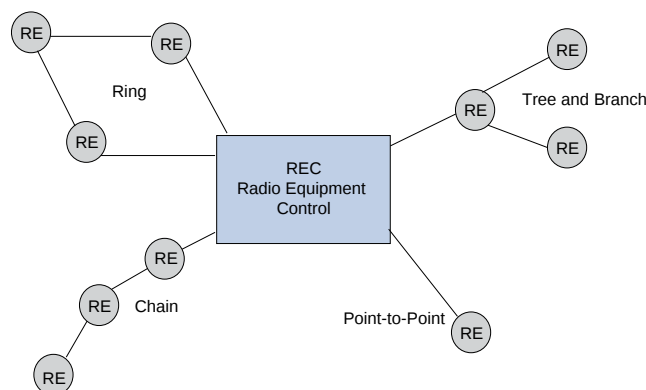 RE
RE
RE
Ring
RE
Tree and Branch
RE
RE
REC
Radio Equipment
Control
RE
RE
Chain
Point-to-Point
RE
RE